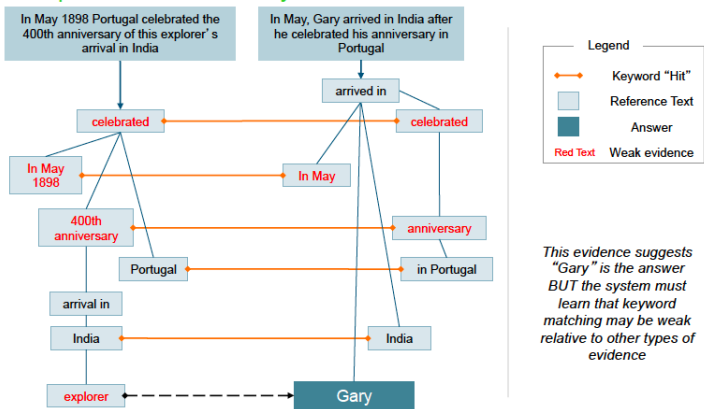 In May 1898 Portugal celebrated the
400th anniversary of this explorer's
arrival in India
In May, Gary arrived in India after
he celebrated his anniversary in
Portugal
arrived in
celebrated
celebrated
In May
1898
In May
400th
anniversary
anniversary
Portugal
in Portugal
arrival in
India
India
explorer
Gary
Legend
Keyword "Hit"
Reference Text
Answer
Red Text
Weak evidence
This evidence suggests
"Gary" is the answer
BUT the system must
learn that keyword
matching may be weak
relative to other types of
evidence